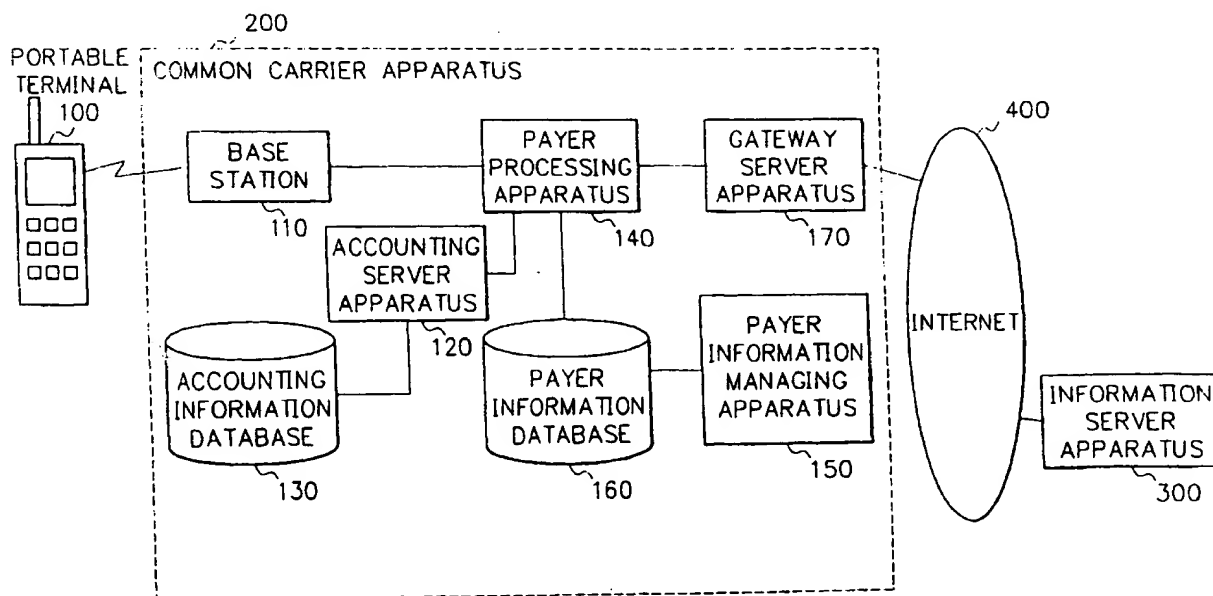 200
PORTABLE
TERMINAL
100
COMMON CARRIER APPARATUS
BASE
STATION
110
PAYER
PROCESSING
APPARATUS
140
GATEWAY
SERVER
APPARATUS
170
400
ACCOUNTING
SERVER
APPARATUS
120
ACCOUNTING
INFORMATION
DATABASE
130
PAYER
INFORMATION
DATABASE
160
PAYER
INFORMATION
MANAGING
APPARATUS
150
INTERNET
INFORMATION
SERVER
APPARATUS
300